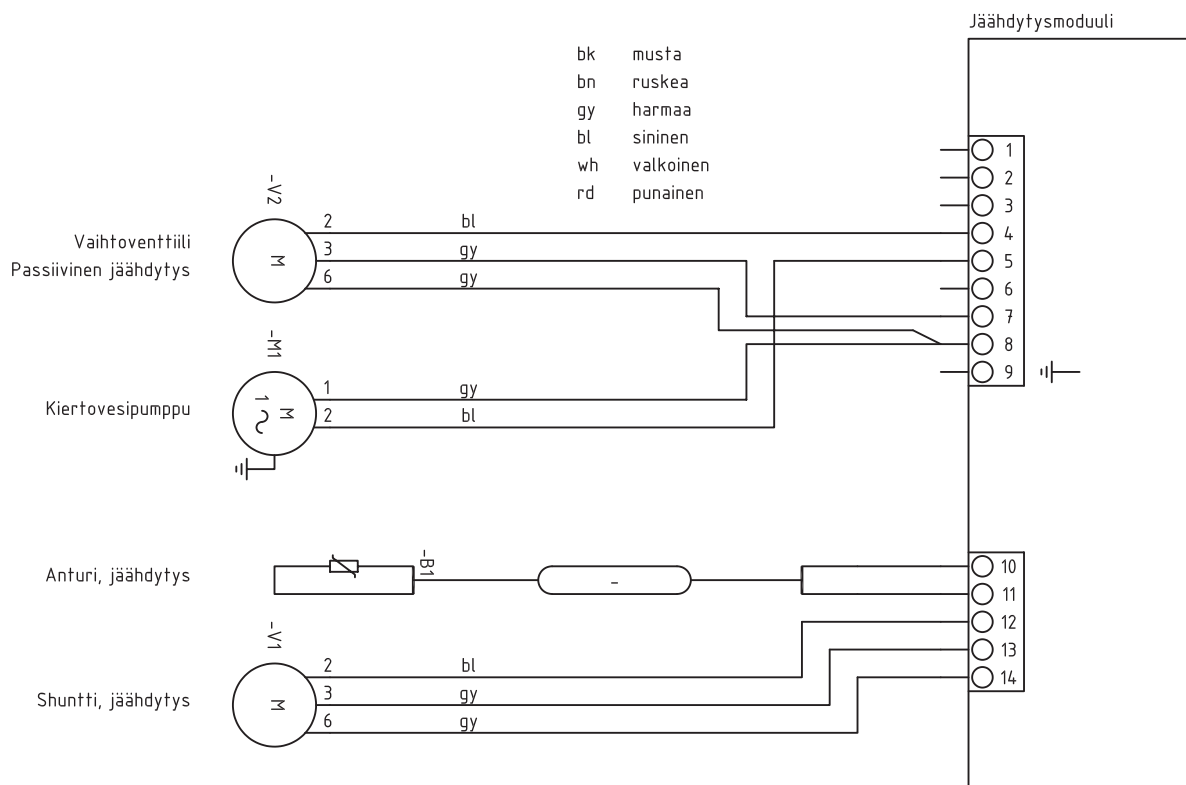 Jäähdytysmoduuli
bk musta
bn ruskea
gy harmaa
bl sininen
wh valkoinen
rd punainen
1
2
3
4
5
6
7
8
9
-V2
Vaihtoventtiili
Passiivinen jäähdytys
M
2 bl
3 gy
6 gy
-M1
Kiertovesipumppu
M
1
1 gy
2 bl
Anturi, jäähdytys
-B1
-
10
11
12
13
14
-V1
Shuntti, jäähdytys
M
2 bl
3 gy
6 gy